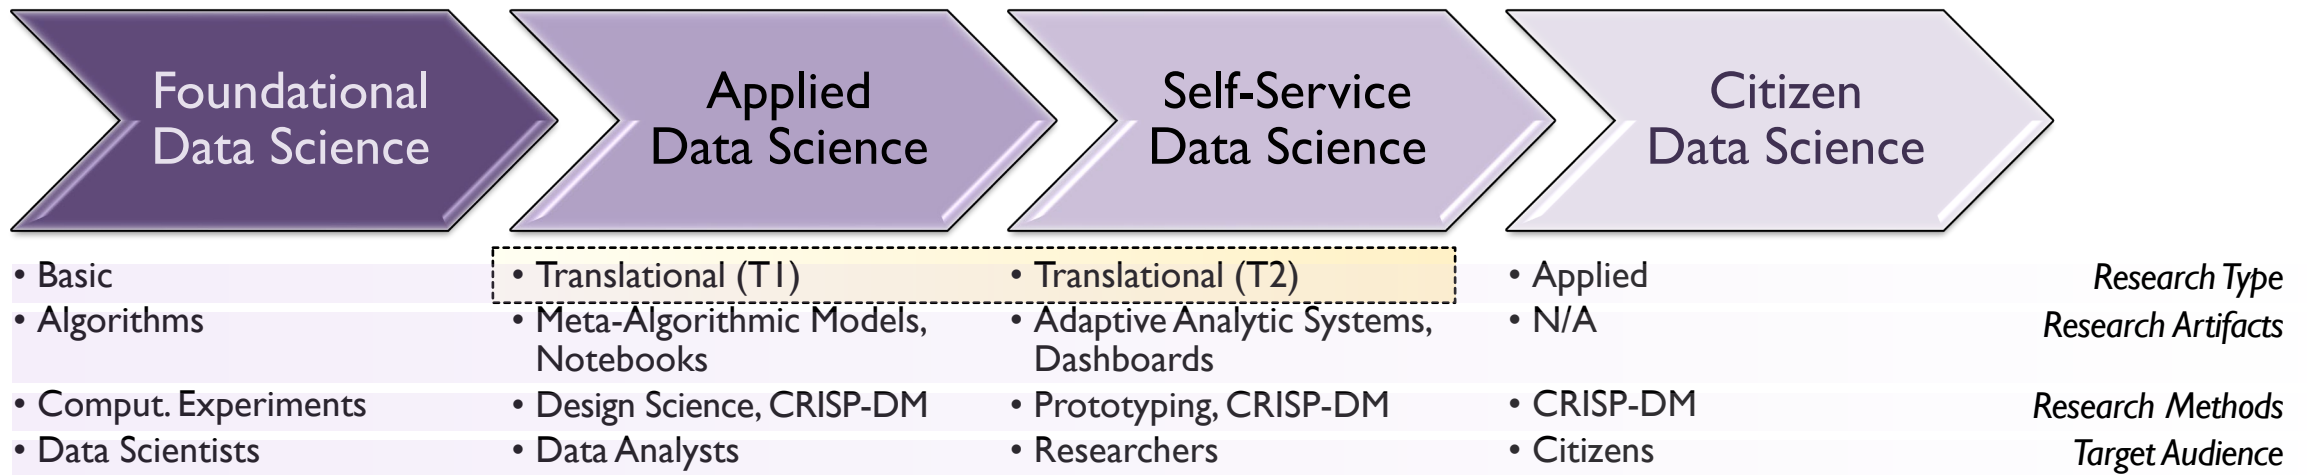 Foundational
Data Science
Applied
Data Science
Self-Service
Data Science
Citizen
Data Science
• Basic
• Translational (T1)
• Translational (T2)
• Applied
Research Type
• Algorithms
• Meta-Algorithmic Models,
Notebooks
• Adaptive Analytic Systems,
Dashboards
• N/A
Research Artifacts
• Comput. Experiments
• Design Science, CRISP-DM
• Prototyping, CRISP-DM
• CRISP-DM
Research Methods
• Data Scientists
• Data Analysts
• Researchers
• Citizens
Target Audience